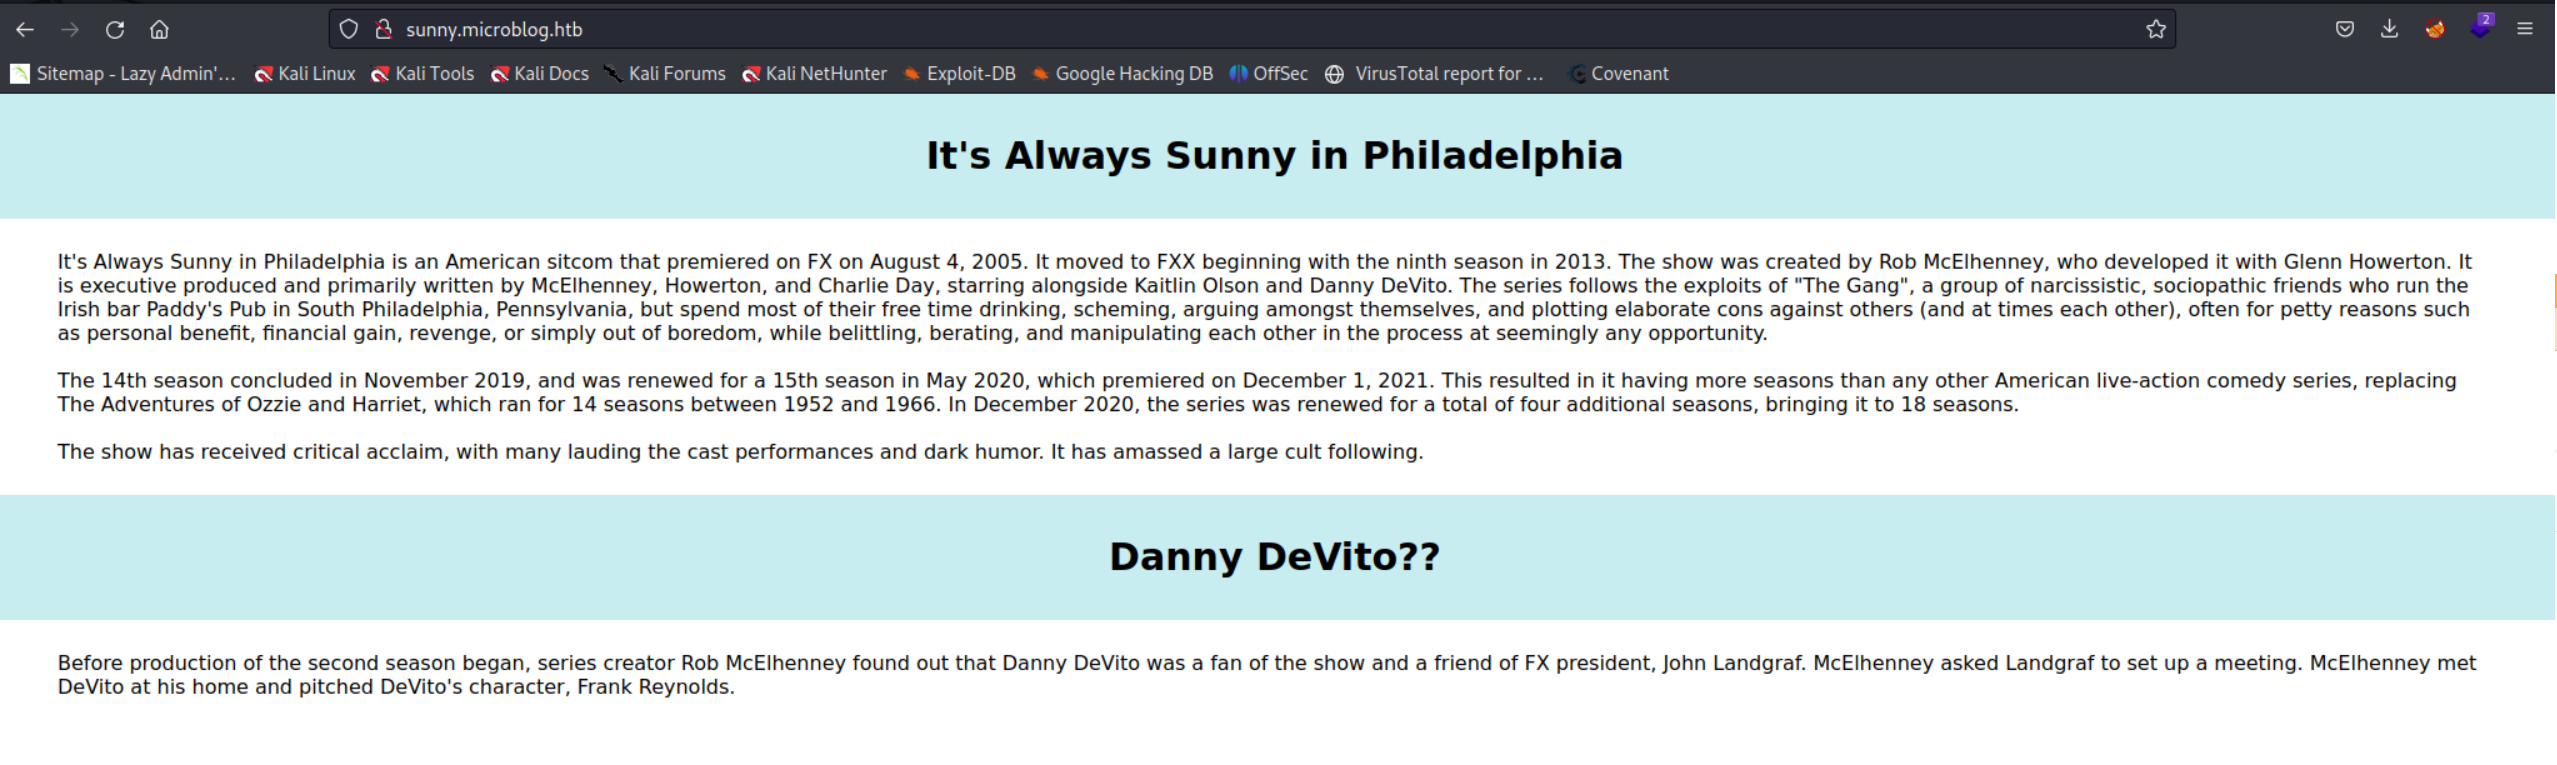 sunny.microblog.htb
2
Sitemap - Lazy Admin'... Kali Linux Kali Tools Kali Docs Kali Forums Kali NetHunter Exploit-DB Google Hacking DB OffSec VirusTotal report for ... Covenant
It's Always Sunny in Philadelphia
It's Always Sunny in Philadelphia is an American sitcom that premiered on FX on August 4, 2005. It moved to FXX beginning with the ninth season in 2013. The show was created by Rob McElhenney, who developed it with Glenn Howerton. It
is executive produced and primarily written by McElhenney, Howerton, and Charlie Day, starring alongside Kaitlin Olson and Danny DeVito. The series follows the exploits of "The Gang", a group of narcissistic, sociopathic friends who run the
Irish bar Paddy's Pub in South Philadelphia, Pennsylvania, but spend most of their free time drinking, scheming, arguing amongst themselves, and plotting elaborate cons against others (and at times each other), often for petty reasons such
as personal benefit, financial gain, revenge, or simply out of boredom, while belittling, berating, and manipulating each other in the process at seemingly any opportunity.
The 14th season concluded in November 2019, and was renewed for a 15th season in May 2020, which premiered on December 1, 2021. This resulted in it having more seasons than any other American live-action comedy series, replacing
The Adventures of Ozzie and Harriet, which ran for 14 seasons between 1952 and 1966. In December 2020, the series was renewed for a total of four additional seasons, bringing it to 18 seasons.
The show has received critical acclaim, with many lauding the cast performances and dark humor. It has amassed a large cult following.
Danny DeVito??
Before production of the second season began, series creator Rob McElhenney found out that Danny DeVito was a fan of the show and a friend of FX president, John Landgraf. McElhenney asked Landgraf to set up a meeting. McElhenney met
DeVito at his home and pitched DeVito's character, Frank Reynolds.